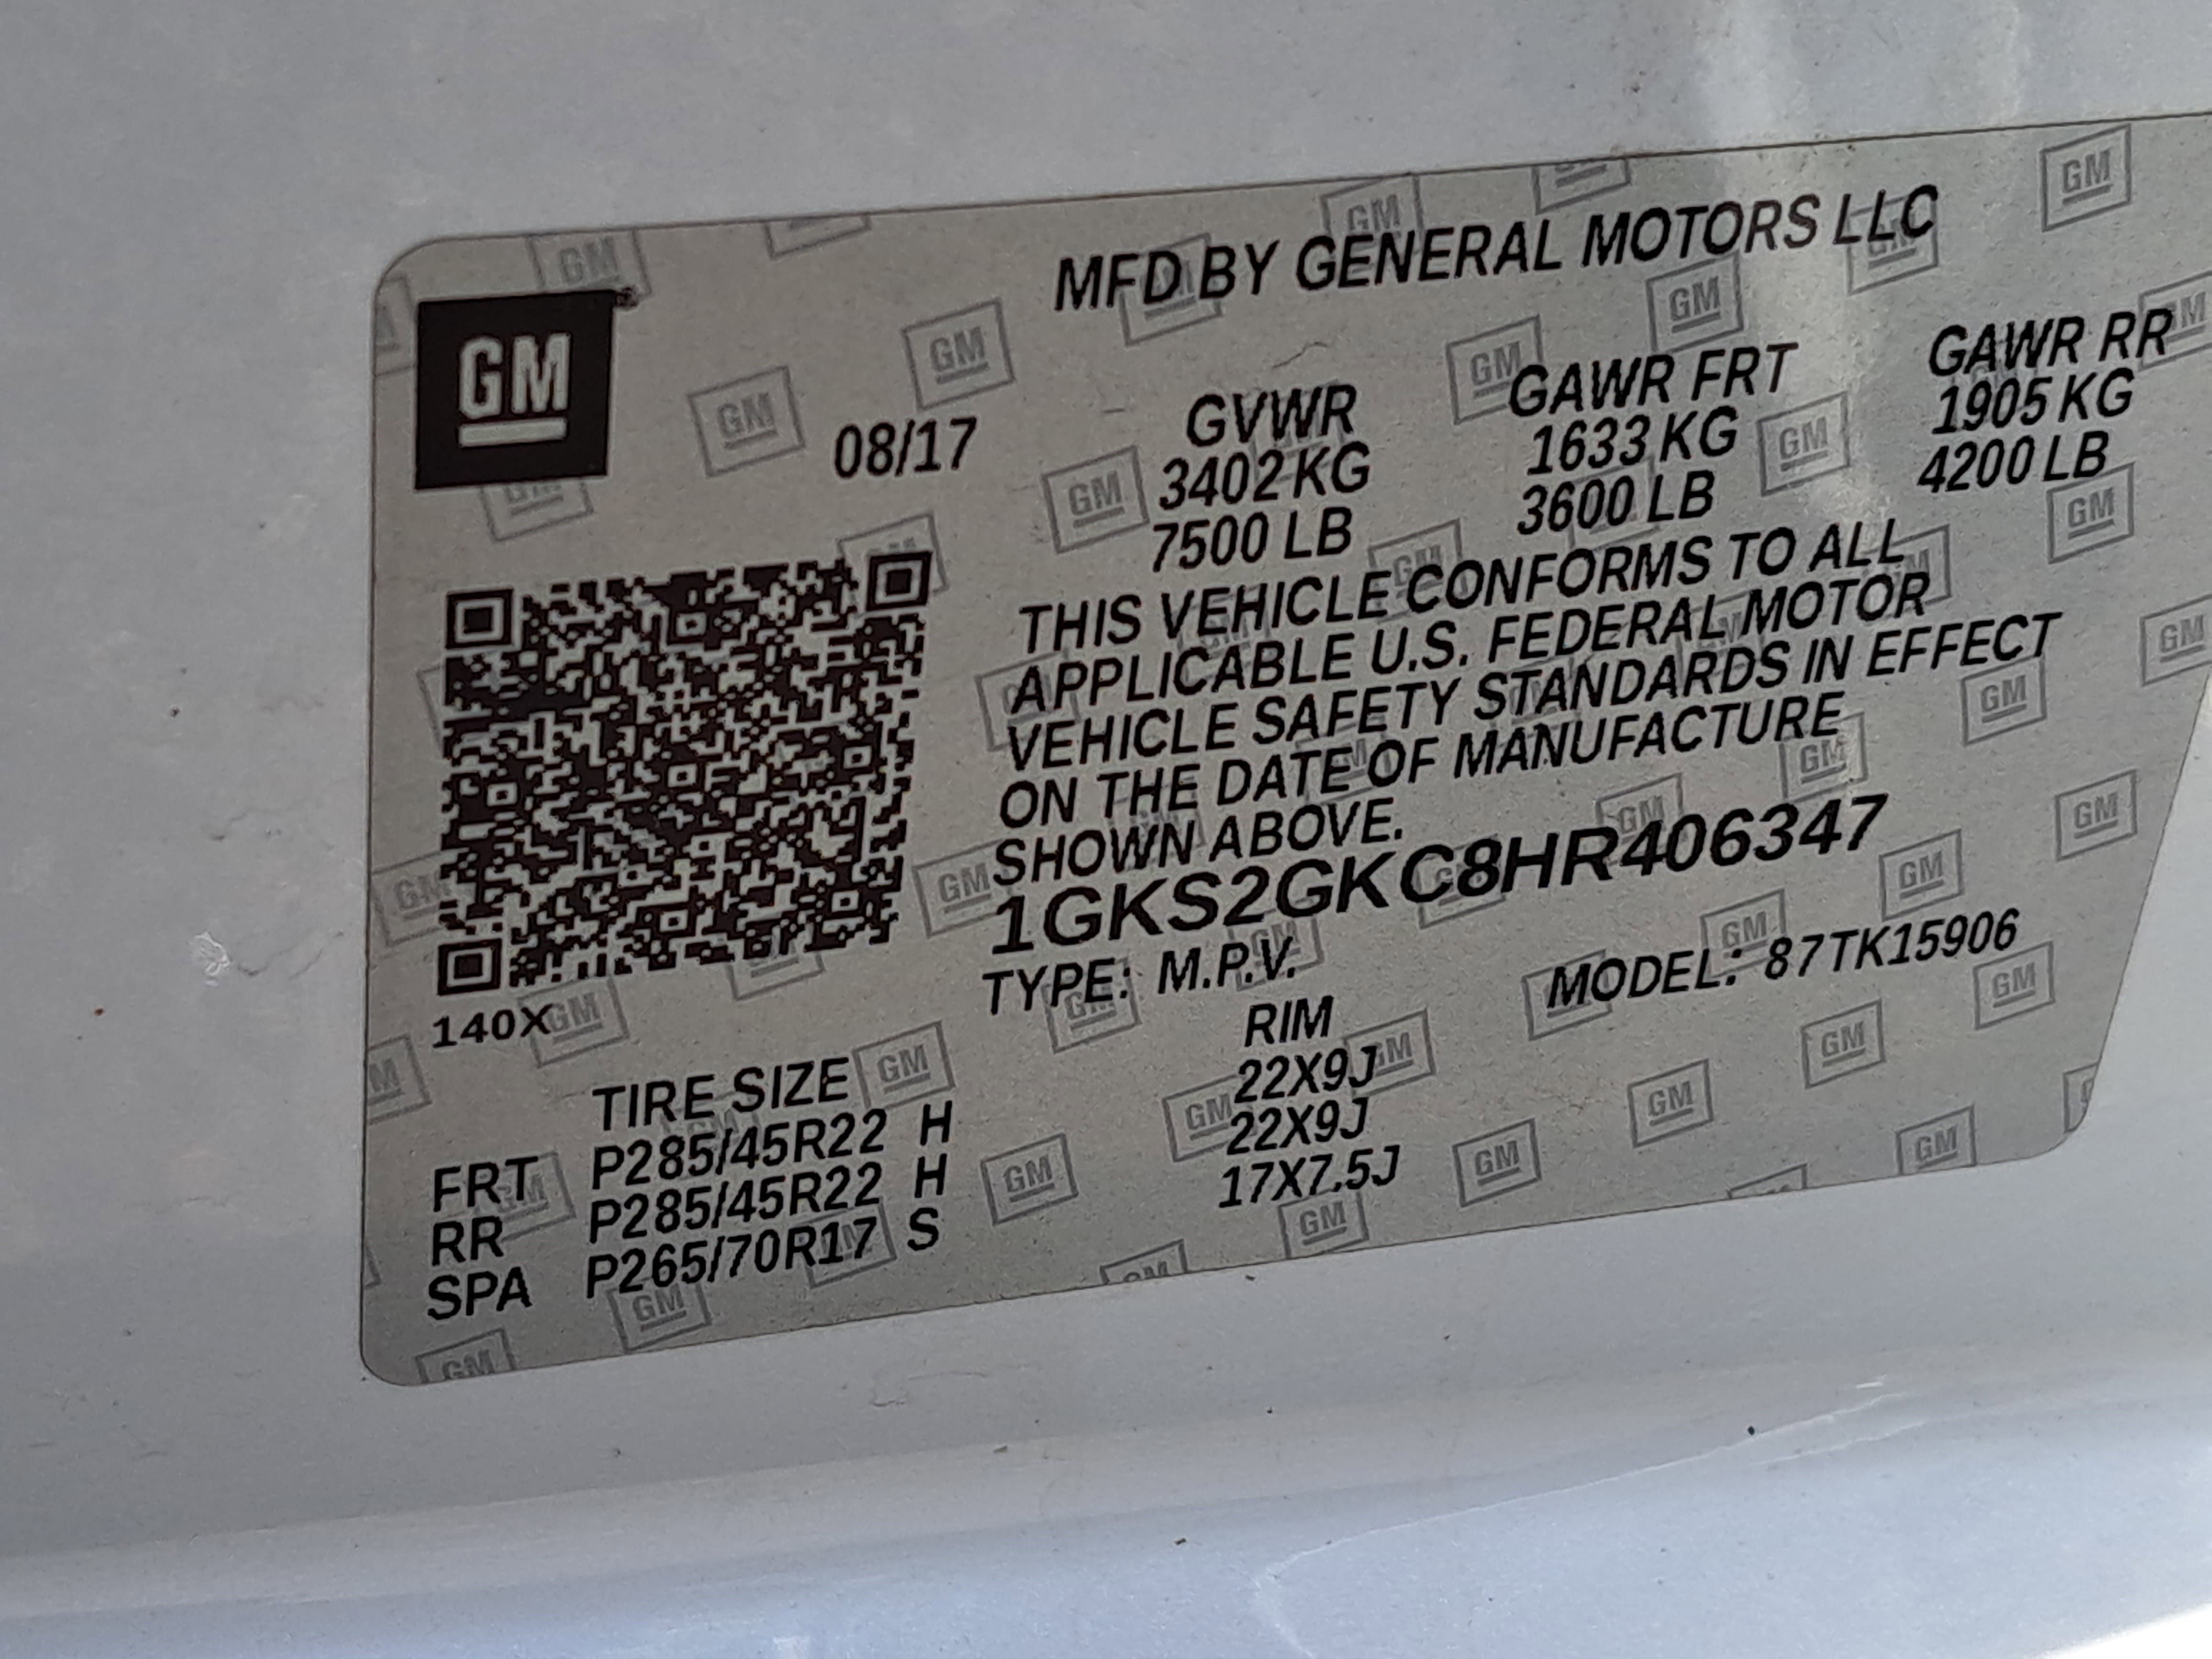 GM
MFD BY GENERAL MOTORS LLC
08/17
GVWR GAWR FRT GAWR RR
3402 KG 1633 KG 1905 KG
7500 LB 3600 LB 4200 LB
THIS VEHICLE CONFORMS TO ALL
APPLICABLE U.S. FEDERAL MOTOR
VEHICLE SAFETY STANDARDS IN EFFECT
ON THE DATE OF MANUFACTURE
SHOWN ABOVE.
1GKS2GKC8HR406347
TYPE: M.P.V. MODEL: 87TK15906
140X
TIRE SIZE RIM
FRT P285/45R22 H 22X9J
RR P285/45R22 H 22X9J
SPA P265/70R17 S 17X7.5J